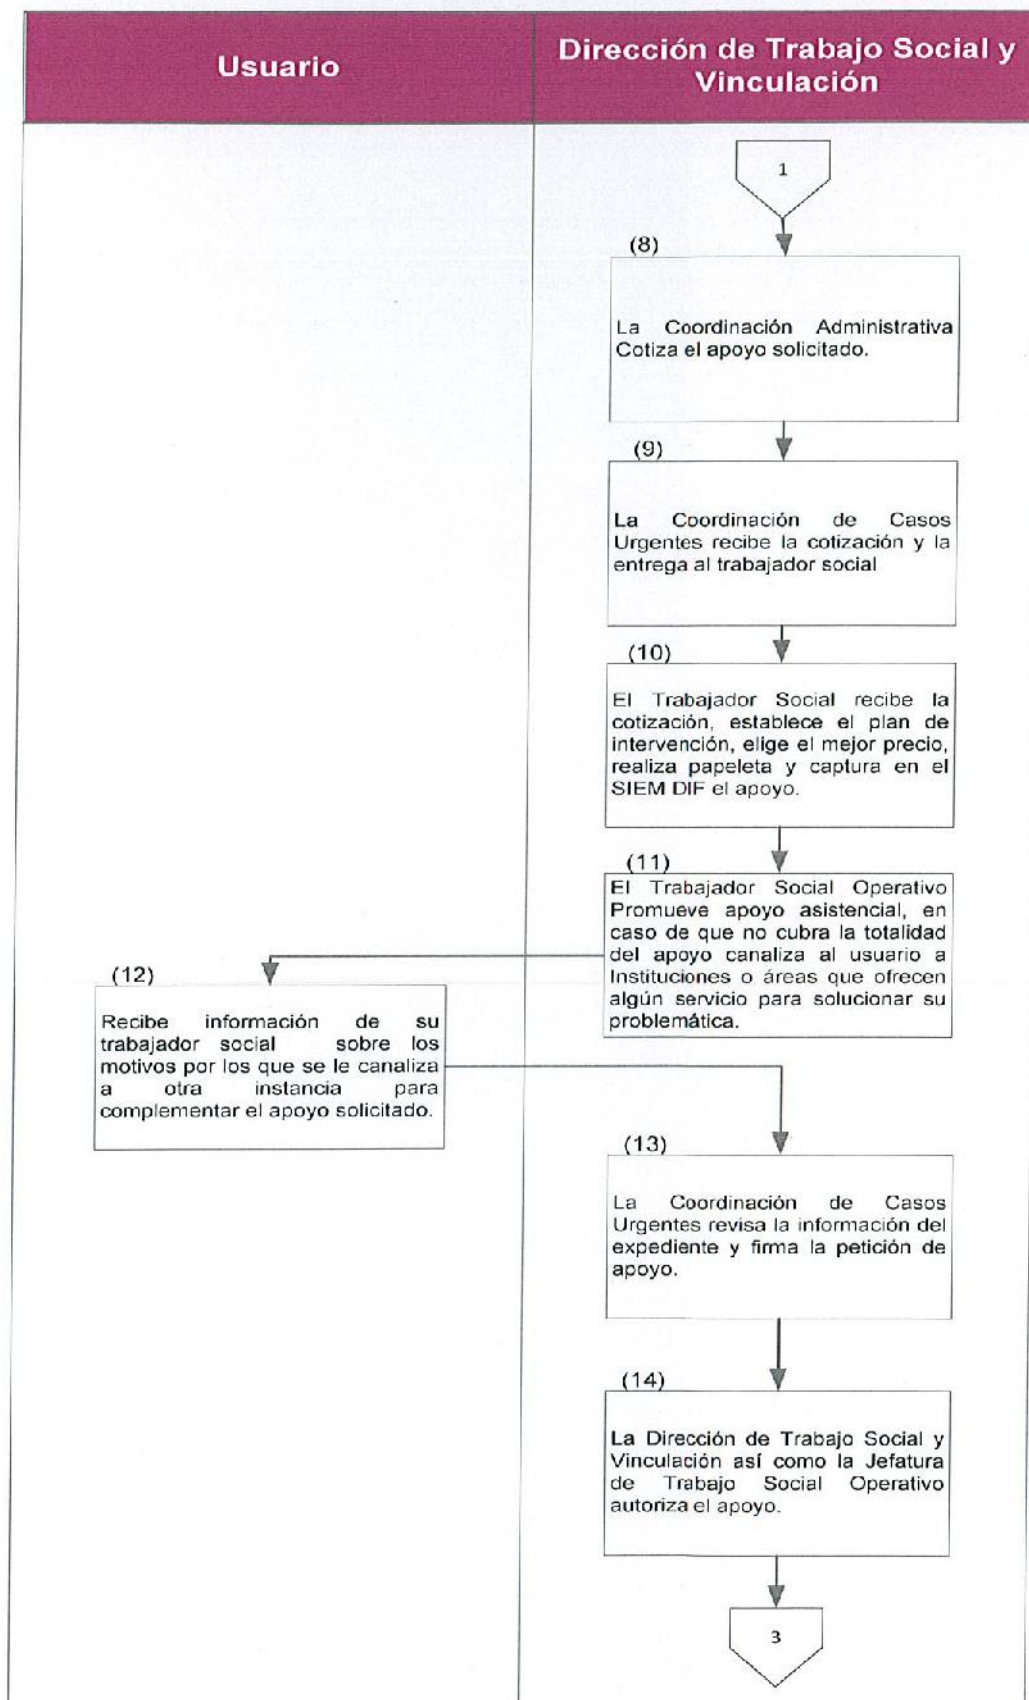 Usuario
Dirección de Trabajo Social y
Vinculación
1
(8)
La Coordinación Administrativa
Cotiza el apoyo solicitado.
(9)
La Coordinación de Casos
Urgentes recibe la cotización y la
entrega al trabajador social
(10)
El Trabajador Social recibe la
cotización, establece el plan de
intervención, elige el mejor precio,
realiza papeleta y captura en el
SIEM DIF el apoyo.
(11)
El Trabajador Social Operativo
Promueve apoyo asistencial, en
caso de que no cubra la totalidad
del apoyo canaliza al usuario a
Instituciones o áreas que ofrecen
algún servicio para solucionar su
problemática.
(12)
Recibe información de su
trabajador social sobre los
motivos por los que se le canaliza
a otra instancia para
complementar el apoyo solicitado.
(13)
La Coordinación de Casos
Urgentes revisa la información del
expediente y firma la petición de
apoyo.
(14)
La Dirección de Trabajo Social y
Vinculación así como la Jefatura
de Trabajo Social Operativo
autoriza el apoyo.
3